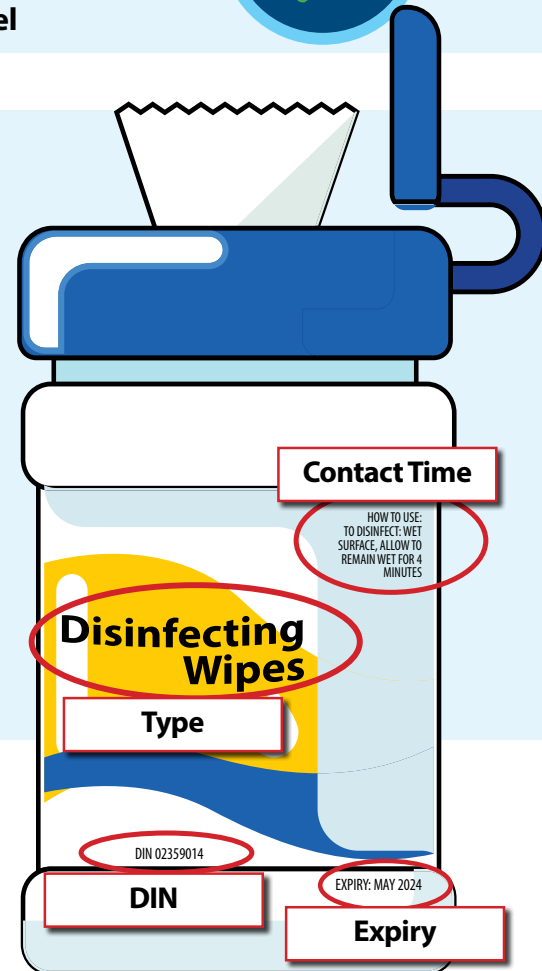 el
Contact Time
HOW TO USE:
TO DISINFECT: WET
SURFACE, ALLOW TO
REMAIN WET FOR 4
MINUTES
Disinfecting
Wipes
Type
DIN 02359014
DIN
EXPIRY: MAY 2024
Expiry